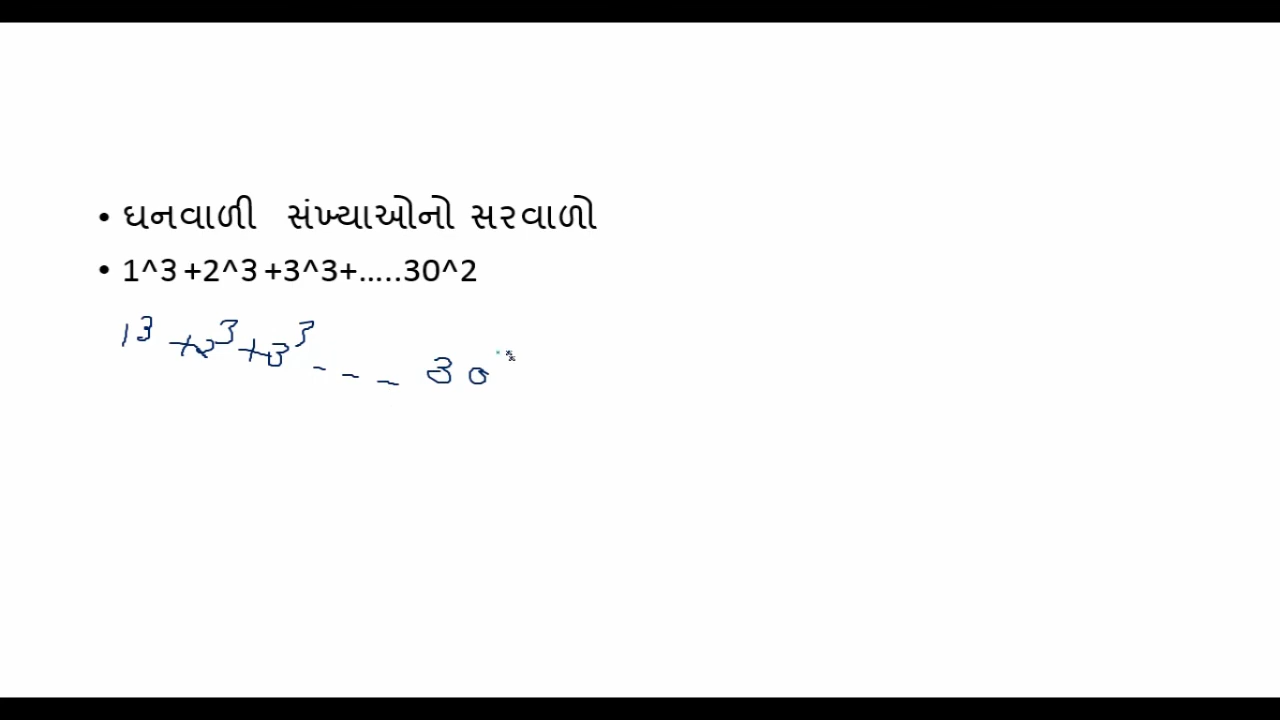 • ઘનવાળી સંખ્યાઓનો સરવાળો
• 1^3 +2^3 +3^3+.....30^2
1³ +2³ +3³ - - - 30